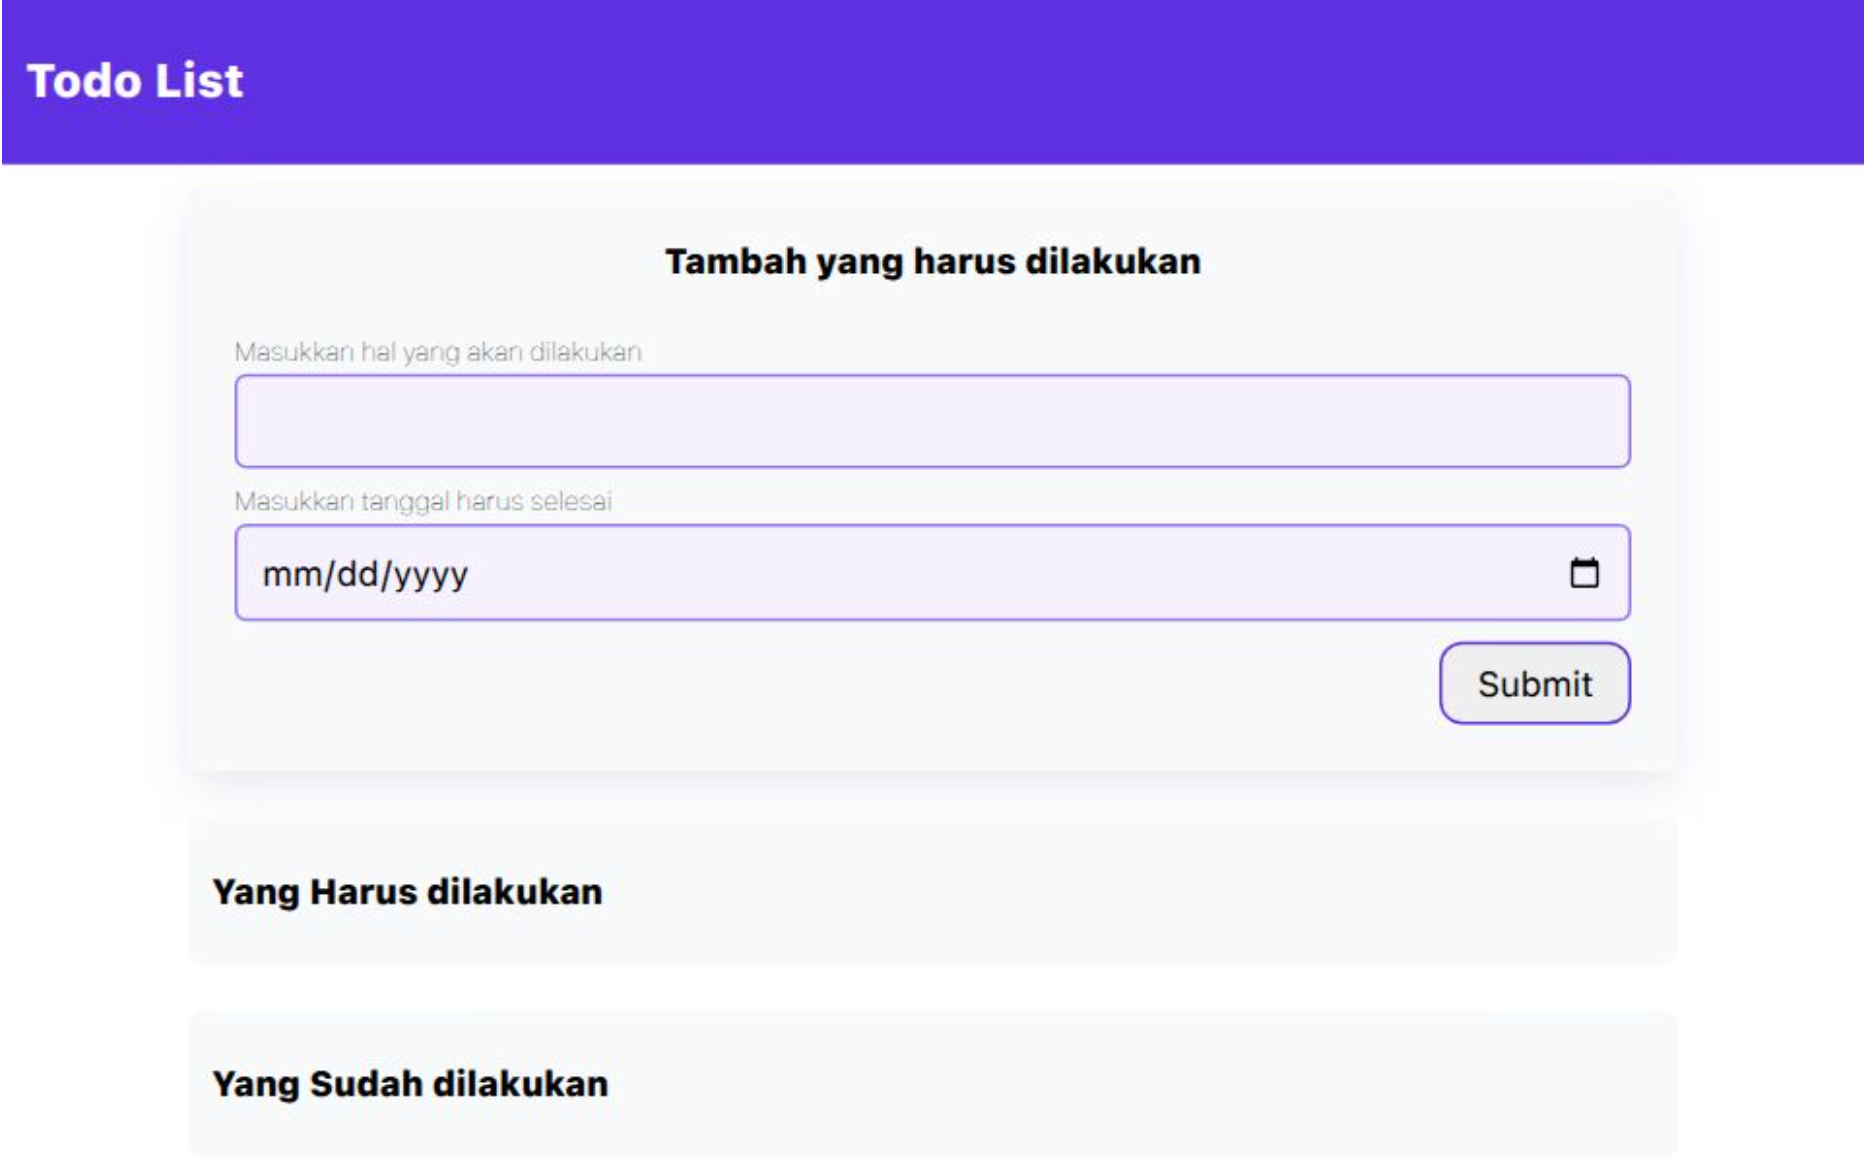 Todo List
Tambah yang harus dilakukan
Masukkan hal yang akan dilakukan
Masukkan tanggal harus selesai
mm/dd/yyyy
Submit
Yang Harus dilakukan
Yang Sudah dilakukan